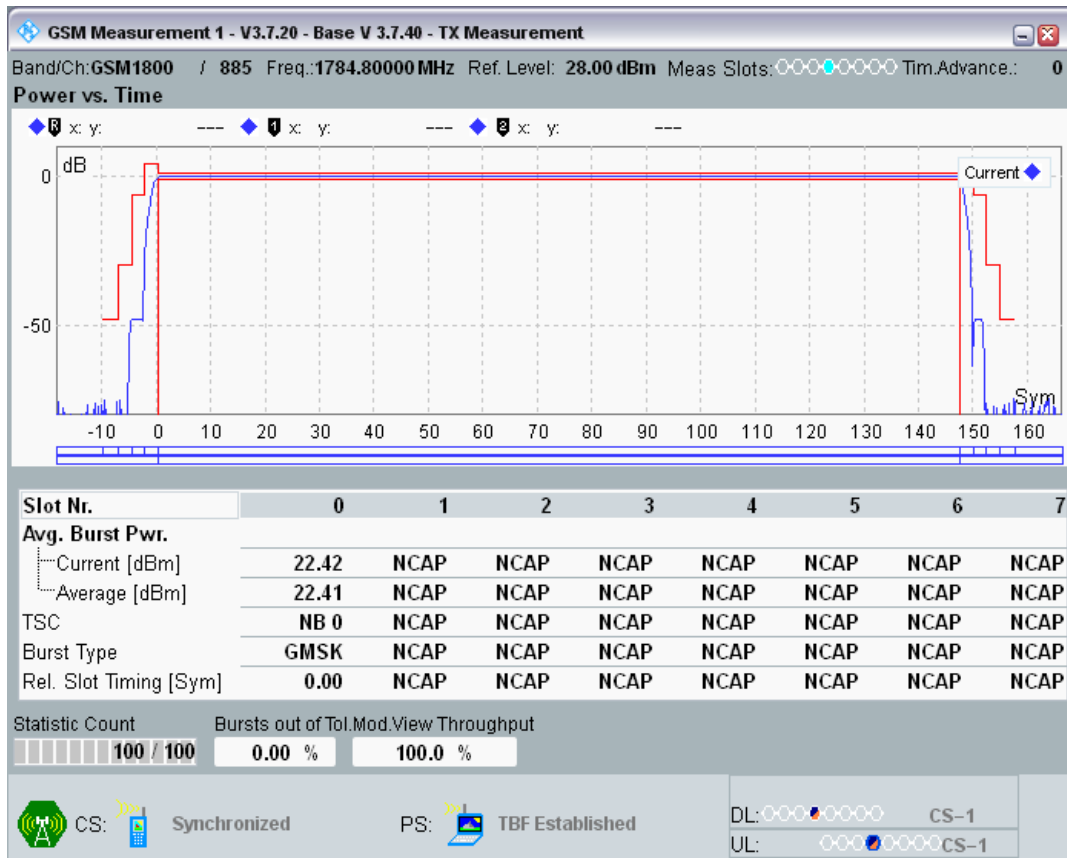 GSM Measurement 1 - V3.7.20 - Base V 3.7.40 - TX Measurement
Band/Ch:GSM1800 / 885 Freq.:1784.80000 MHz Ref. Level: 28.00 dBm Meas Slots: Tim.Advance.: 0
Power vs. Time
R x: y: --- 1 x: y: --- 2 x: y: ---
dB
0
Current
-50
Sym
-10 0 10 20 30 40 50 60 70 80 90 100 110 120 130 140 150 160
Slot Nr. 0 1 2 3 4 5 6 7
Avg. Burst Pwr.
Current [dBm] 22.42 NCAP NCAP NCAP NCAP NCAP NCAP NCAP
Average [dBm] 22.41 NCAP NCAP NCAP NCAP NCAP NCAP NCAP
TSC NB 0 NCAP NCAP NCAP NCAP NCAP NCAP NCAP
Burst Type GMSK NCAP NCAP NCAP NCAP NCAP NCAP NCAP
Rel. Slot Timing [Sym] 0.00 NCAP NCAP NCAP NCAP NCAP NCAP NCAP
Statistic Count Bursts out of Tol.Mod.View Throughput
100 / 100 0.00 % 100.0 %
CS: Synchronized PS: TBF Established
DL: CS-1
UL: CS-1